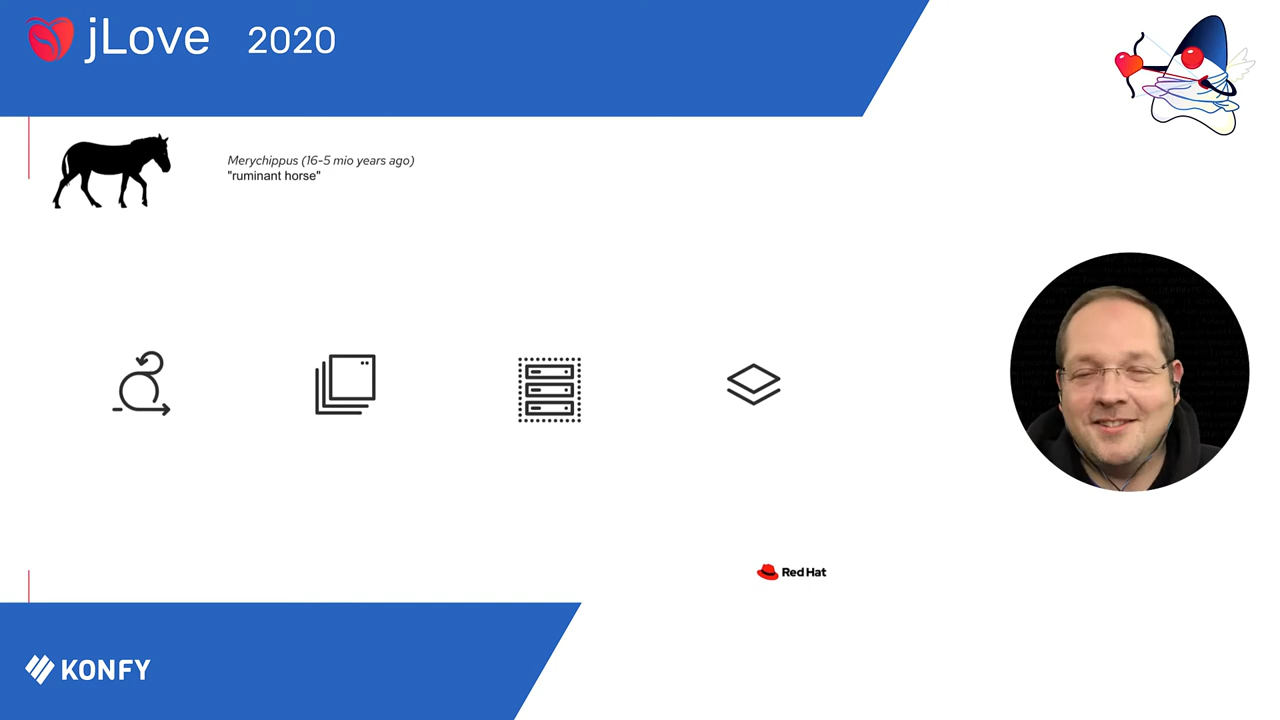 jLove 2020
Merychippus (16-5 mio years ago)
"ruminant horse"
Red Hat
KONFY